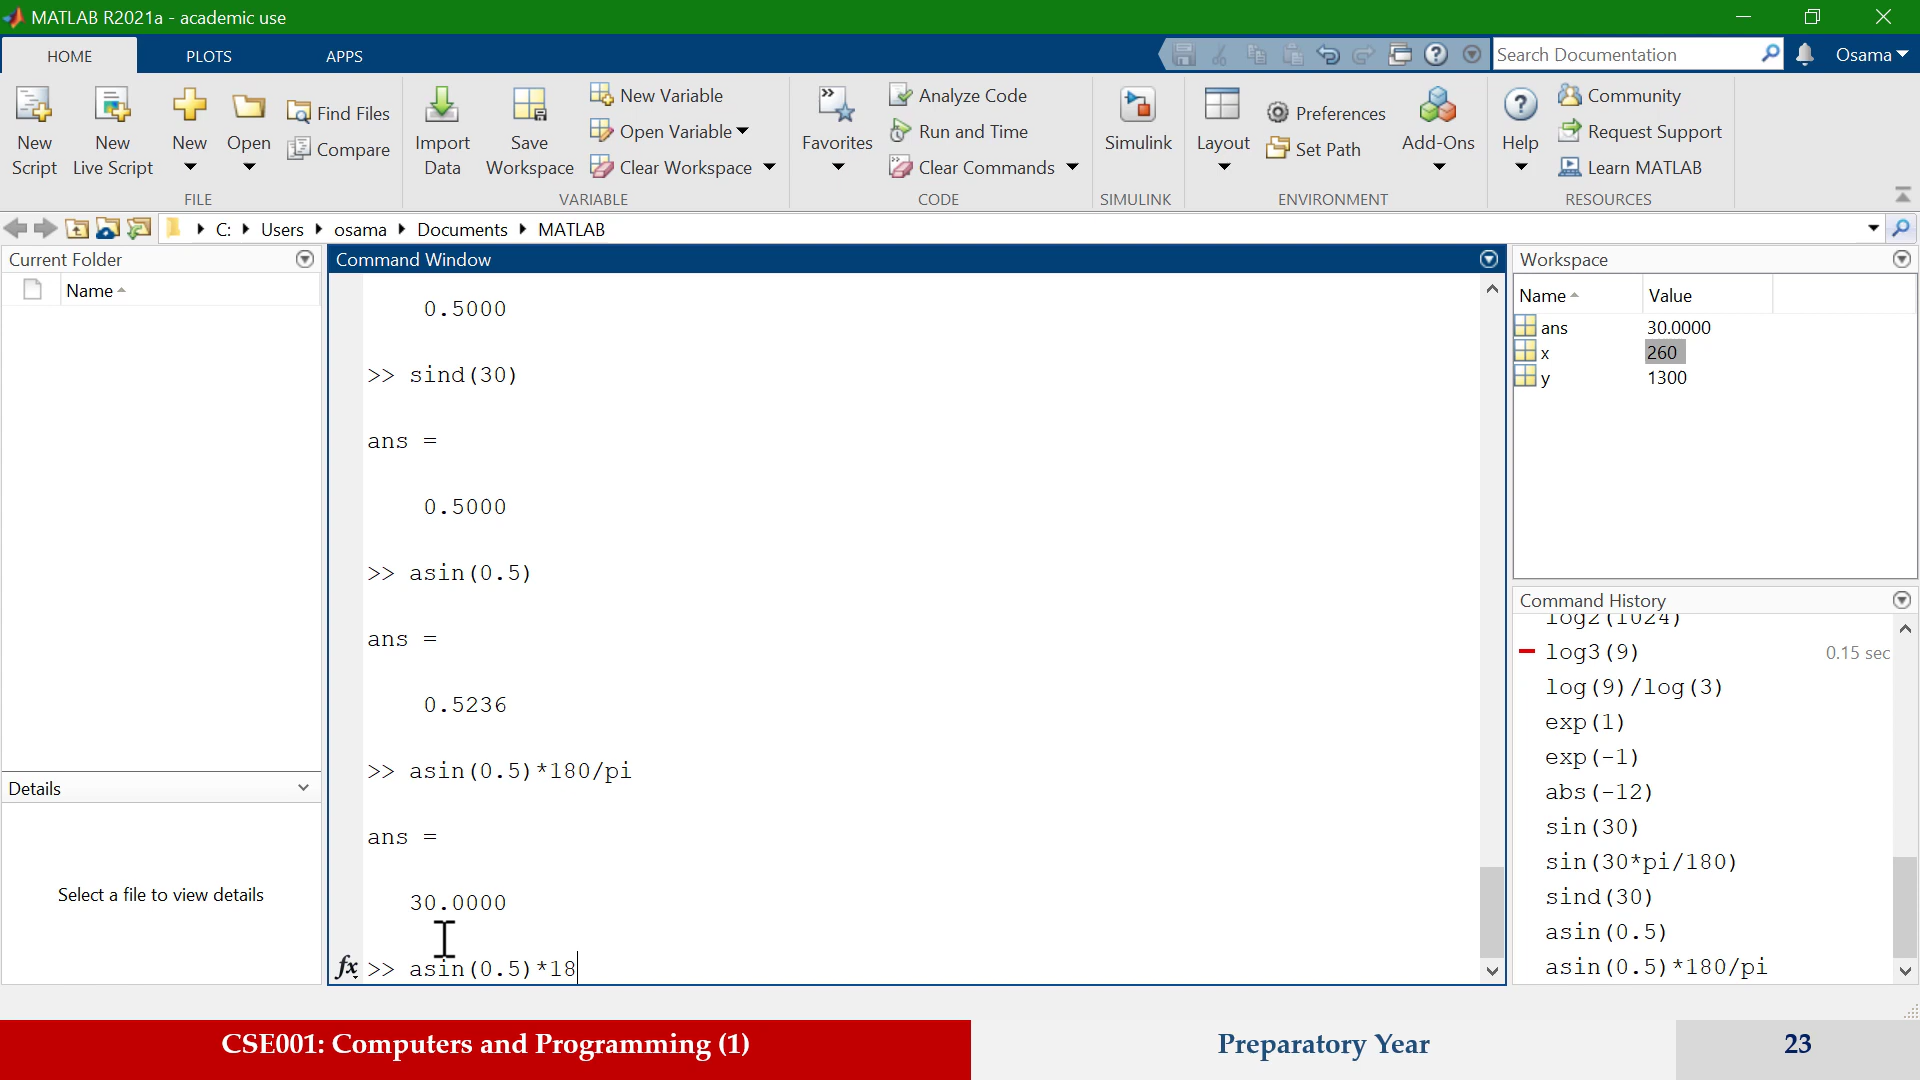 MATLAB R2021a - academic use
HOME PLOTS APPS
Search Documentation
Osama
New Script
New Live Script
New
Open
Find Files
Compare
FILE
Import Data
Save Workspace
New Variable
Open Variable
Clear Workspace
VARIABLE
Favorites
Analyze Code
Run and Time
Clear Commands
CODE
Simulink
SIMULINK
Layout
Preferences
Set Path
Add-Ons
ENVIRONMENT
Help
Community
Request Support
Learn MATLAB
RESOURCES
C: Users osama Documents MATLAB
Current Folder
Name
Details
Select a file to view details
Command Window
0.5000
>> sind(30)
ans =
0.5000
>> asin(0.5)
ans =
0.5236
>> asin(0.5)*180/pi
ans =
30.0000
fx >> asin(0.5)*18
Workspace
Name Value
ans 30.0000
x 260
y 1300
Command History
log2(1024)
log3(9) 0.15 sec
log(9)/log(3)
exp(1)
exp(-1)
abs(-12)
sin(30)
sin(30*pi/180)
sind(30)
asin(0.5)
asin(0.5)*180/pi
CSE001: Computers and Programming (1)
Preparatory Year
23